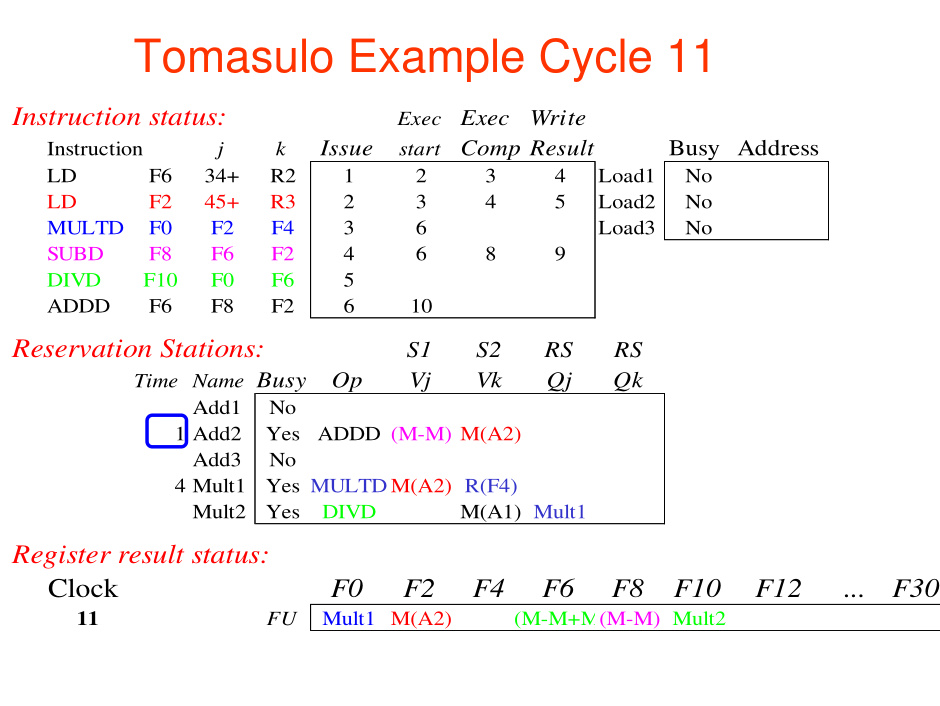 Tomasulo Example Cycle 11
Instruction status: Exec Exec Write
Instruction j k Issue start Comp Result Busy Address
LD F6 34+ R2 1 2 3 4 Load1 No
LD F2 45+ R3 2 3 4 5 Load2 No
MULTD F0 F2 F4 3 6 Load3 No
SUBD F8 F6 F2 4 6 8 9
DIVD F10 F0 F6 5
ADDD F6 F8 F2 6 10
Reservation Stations: S1 S2 RS RS
Time Name Busy Op Vj Vk Qj Qk
Add1 No
1 Add2 Yes ADDD (M-M) M(A2)
Add3 No
4 Mult1 Yes MULTD M(A2) R(F4)
Mult2 Yes DIVD M(A1) Mult1
Register result status:
Clock F0 F2 F4 F6 F8 F10 F12 ... F30
11 FU Mult1 M(A2) (M-M+M (M-M) Mult2